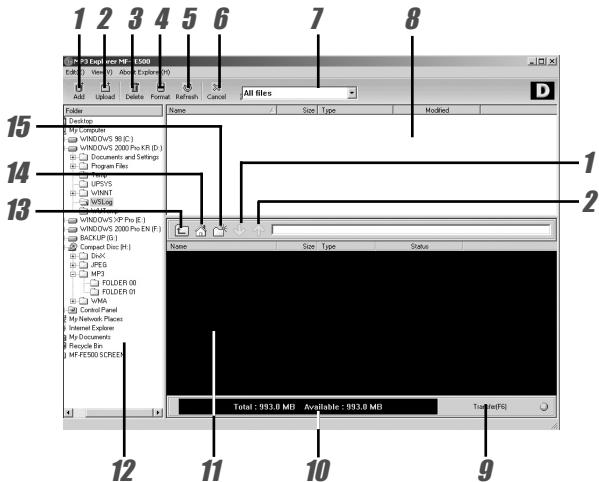 1 2 3 4 5 6 7 8
MP3 Explorer MF-FE500
Edit(E) View(V) About Explorer(H)
Add Upload Delete Format Refresh Cancel All files D
Folder
Name Size Type Modified
Desktop
My Computer
WINDOWS 98 (C:)
WINDOWS 2000 Pro KR (D:)
Documents and Settings
Program Files
Temp
UPSYS
WINNT
WSLog
WUTemp
WINDOWS XP Pro (E:)
WINDOWS 2000 Pro EN (F:)
BACKUP (G:)
Compact Disc (H:)
DivX
JPEG
MP3
FOLDER 00
FOLDER 01
WMA
Control Panel
My Network Places
Internet Explorer
My Documents
Recycle Bin
MF-FE500 SCREEN
15
14
13
1
2
Name Size Type Status
Total : 993.0 MB Available : 993.0 MB
Transfer(F6)
12 11 10 9